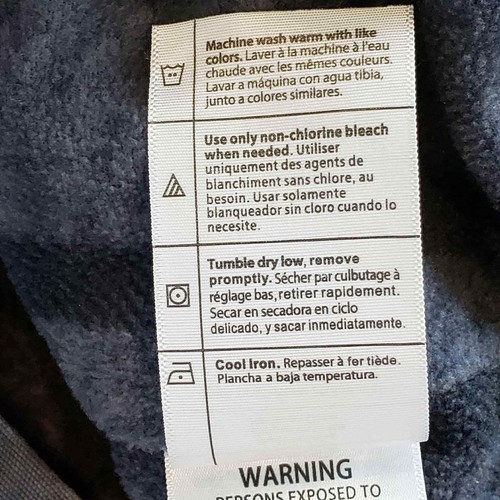 Machine wash warm with like
colors. Laver à la machine à l'eau
chaude avec les mêmes couleurs.
Lavar a máquina con agua tibia,
junto a colores similares.
Use only non-chlorine bleach
when needed. Utiliser
uniquement des agents de
blanchiment sans chlore, au
besoin. Usar solamente
blanqueador sin cloro cuando lo
necesite.
Tumble dry low, remove
promptly. Sécher par culbutage à
réglage bas,retirer rapidement.
Secar en secadora en ciclo
delicado, y sacar inmediatamente.
Cool Iron. Repasser à fer tiède.
Plancha a baja temperatura.
WARNING
PERSONS EXPOSED TO